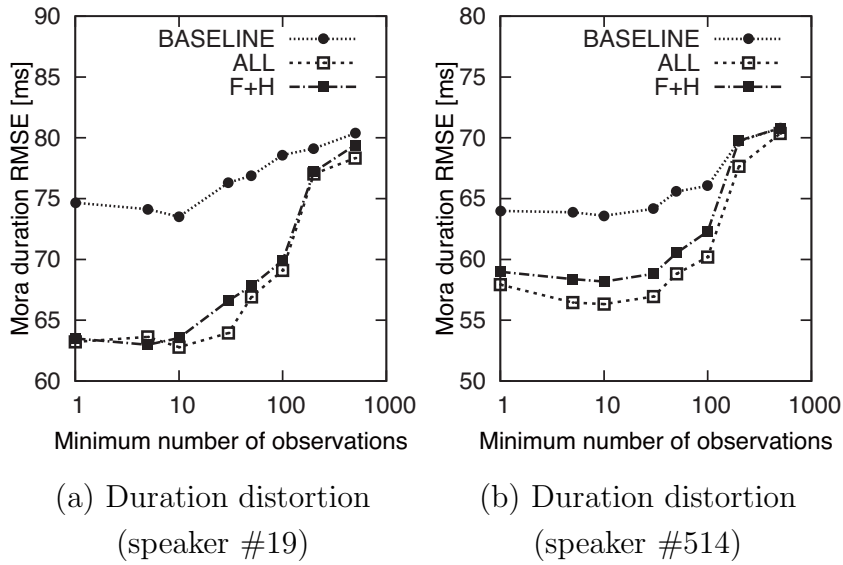 90
85
80
75
70
65
60
Mora duration RMSE [ms]
BASELINE
ALL
F+H
1 10 100 1000
Minimum number of observations
(a) Duration distortion
(speaker #19)
80
75
70
65
60
55
50
Mora duration RMSE [ms]
BASELINE
ALL
F+H
1 10 100 1000
Minimum number of observations
(b) Duration distortion
(speaker #514)